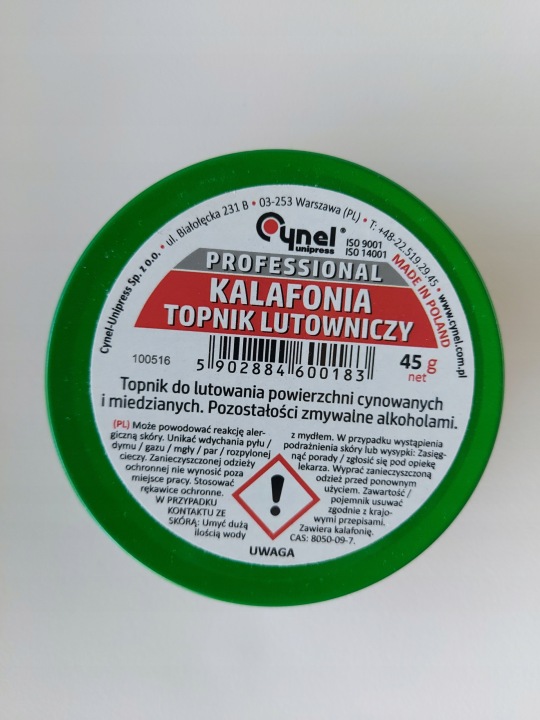 Cynel-Unipress Sp. z o.o. • ul. Białołęcka 231 B • 03-253 Warszawa (PL) • T: +48-22.519.29.45 • www.cynel.com.pl
Cynel®
unipress
ISO 9001
ISO 14001
MADE IN POLAND
PROFESSIONAL
KALAFONIA
TOPNIK LUTOWNICZY
100516
5 902884 600183
45 g
net
Topnik do lutowania powierzchni cynowanych
i miedzianych. Pozostałości zmywalne alkoholami.
(PL) Może powodować reakcję aler-
giczną skóry. Unikać wdychania pyłu /
dymu / gazu / mgły / par / rozpylonej
cieczy. Zanieczyszczonej odzieży
ochronnej nie wynosić poza
miejsce pracy. Stosować
rękawice ochronne.
W PRZYPADKU
KONTAKTU ZE
SKÓRĄ: Umyć dużą
ilością wody
z mydłem. W przypadku wystąpienia
podrażnienia skóry lub wysypki: Zasięg-
nąć porady / zgłosić się pod opiekę
lekarza. Wyprać zanieczyszczoną
odzież przed ponownym
użyciem. Zawartość /
pojemnik usuwać
zgodnie z krajo-
wymi przepisami.
Zawiera kalafonię.
CAS: 8050-09-7.
UWAGA